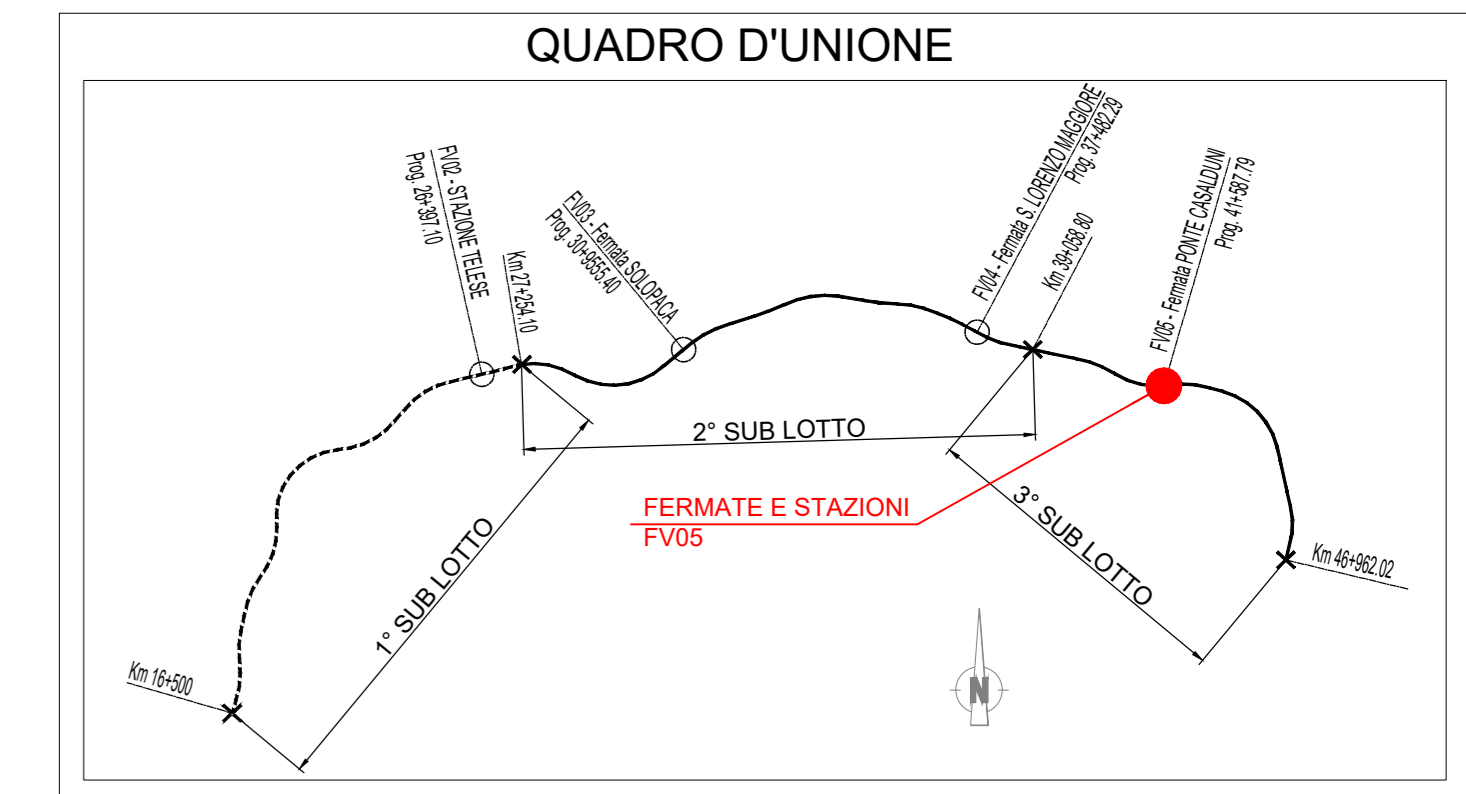 QUADRO D'UNIONE
FV02 - STAZIONE TELESE
Prog. 26+397.10
Km 27+254.10
FV03 - Fermata SOLOPACA
Prog. 30+9555.40
FV04 - Fermata S. LORENZO MAGGIORE
Prog. 37+482.29
Km 39+058.80
FV05 - Fermata PONTE CASALDUNI
Prog. 41+587.79
2° SUB LOTTO
FERMATE E STAZIONI
FV05
1° SUB LOTTO
3° SUB LOTTO
Km 46+962.02
Km 16+500
N